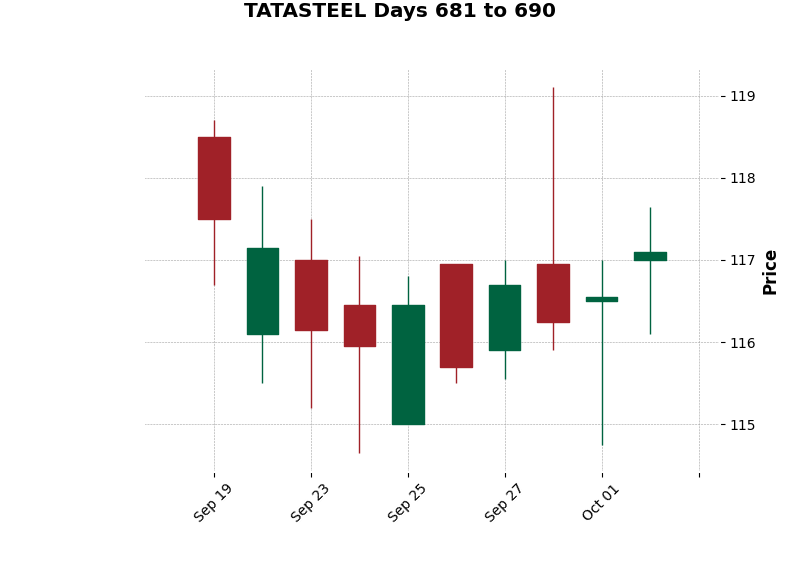 TATASTEEL Days 681 to 690
119
118
117
116
115
Price
Sep 19
Sep 23
Sep 25
Sep 27
Oct 01